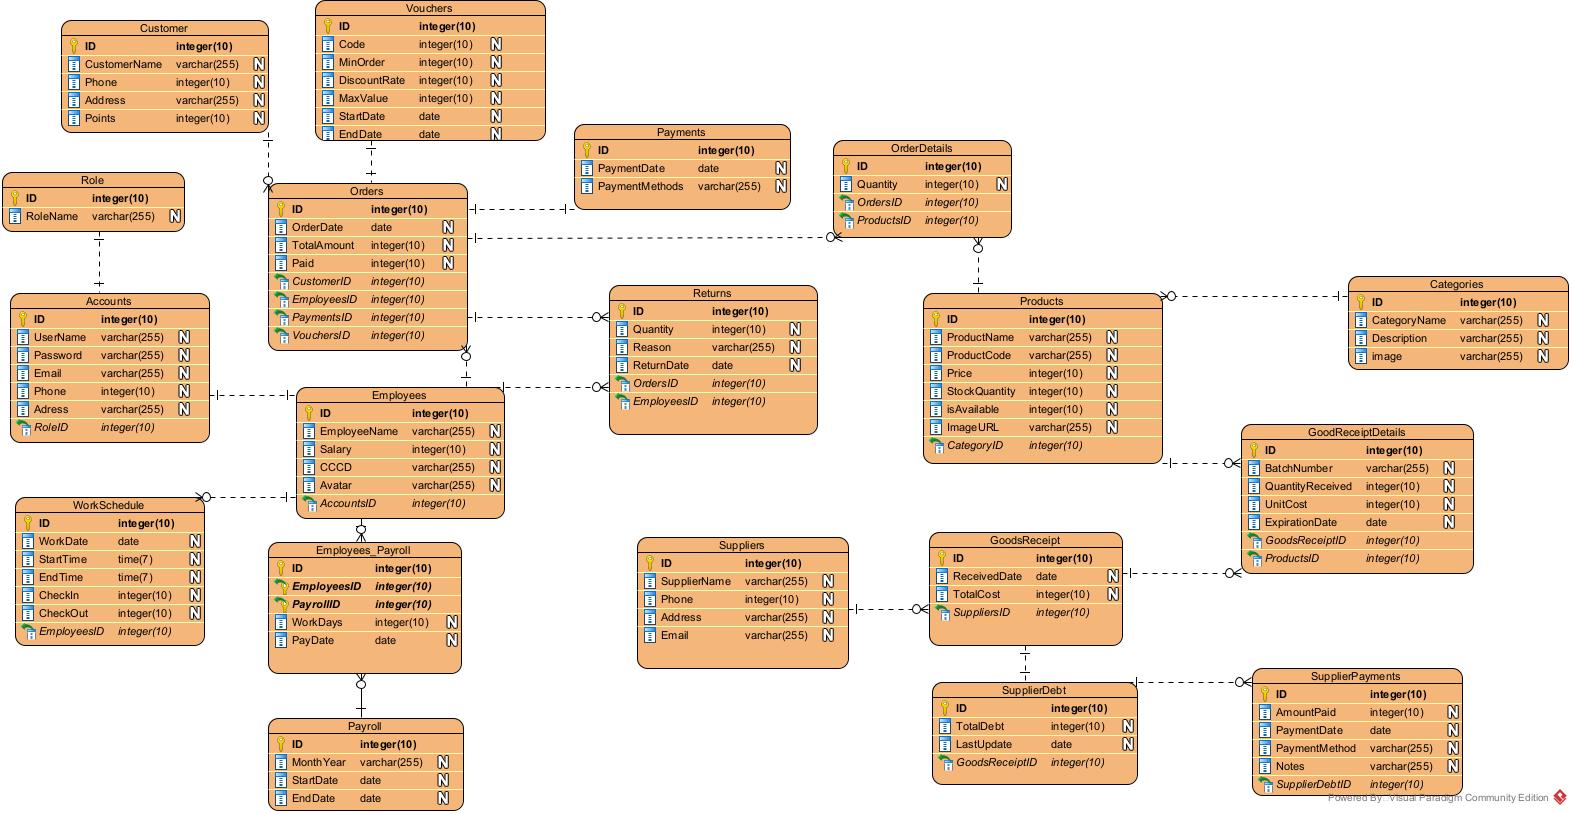 Customer
ID integer(10)
CustomerName varchar(255) N
Phone integer(10) N
Address varchar(255) N
Points integer(10) N
Vouchers
ID integer(10)
Code integer(10) N
MinOrder integer(10) N
DiscountRate integer(10) N
MaxValue integer(10) N
StartDate date N
EndDate date N
Payments
ID integer(10)
PaymentDate date N
PaymentMethods varchar(255) N
OrderDetails
ID integer(10)
Quantity integer(10) N
OrdersID integer(10)
ProductsID integer(10)
Role
ID integer(10)
RoleName varchar(255) N
Orders
ID integer(10)
OrderDate date N
TotalAmount integer(10) N
Paid integer(10) N
CustomerID integer(10)
EmployeesID integer(10)
PaymentsID integer(10)
VouchersID integer(10)
Accounts
ID integer(10)
UserName varchar(255) N
Password varchar(255) N
Email varchar(255) N
Phone integer(10) N
Adress varchar(255) N
RoleID integer(10)
Returns
ID integer(10)
Quantity integer(10) N
Reason varchar(255) N
ReturnDate date N
OrdersID integer(10)
EmployeesID integer(10)
Products
ID integer(10)
ProductName varchar(255) N
ProductCode varchar(255) N
Price integer(10) N
StockQuantity integer(10) N
isAvailable integer(10) N
ImageURL varchar(255) N
CategoryID integer(10)
Categories
ID integer(10)
CategoryName varchar(255) N
Description varchar(255) N
image varchar(255) N
Employees
ID integer(10)
EmployeeName varchar(255) N
Salary integer(10) N
CCCD varchar(255) N
Avatar varchar(255) N
AccountsID integer(10)
GoodReceiptDetails
ID integer(10)
BatchNumber varchar(255) N
QuantityReceived integer(10) N
UnitCost integer(10) N
ExpirationDate date N
GoodsReceiptID integer(10)
ProductsID integer(10)
WorkSchedule
ID integer(10)
WorkDate date N
StartTime time(7) N
EndTime time(7) N
CheckIn integer(10) N
CheckOut integer(10) N
EmployeesID integer(10)
Employees_Payroll
ID integer(10)
EmployeesID integer(10)
PayrollID integer(10)
WorkDays integer(10) N
PayDate date N
Suppliers
ID integer(10)
SupplierName varchar(255) N
Phone integer(10) N
Address varchar(255) N
Email varchar(255) N
GoodsReceipt
ID integer(10)
ReceivedDate date N
TotalCost integer(10) N
SuppliersID integer(10)
SupplierDebt
ID integer(10)
TotalDebt integer(10) N
LastUpdate date N
GoodsReceiptID integer(10)
SupplierPayments
ID integer(10)
AmountPaid integer(10) N
PaymentDate date N
PaymentMethod varchar(255) N
Notes varchar(255) N
SupplierDebtID integer(10)
Payroll
ID integer(10)
MonthYear varchar(255) N
StartDate date N
EndDate date N
Powered By: Visual Paradigm Community Edition